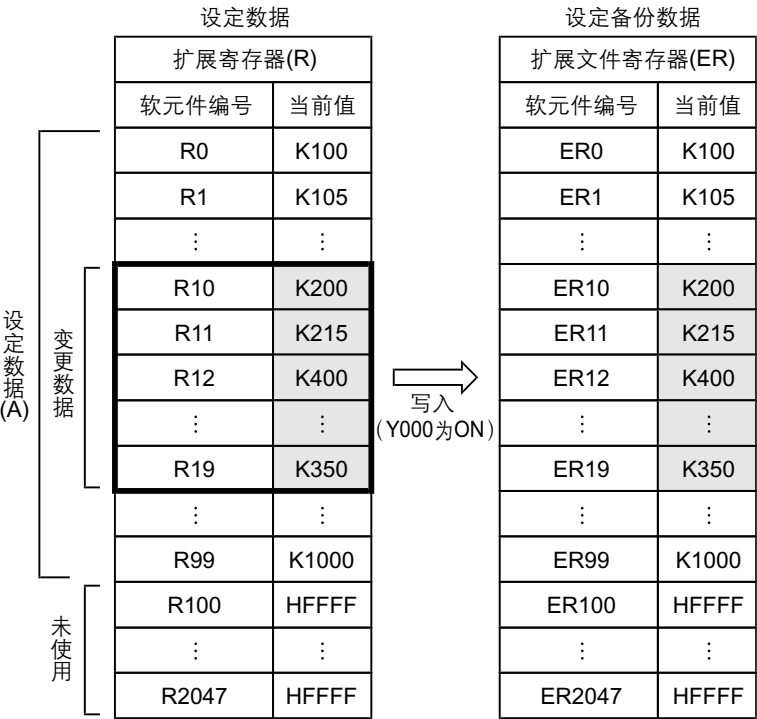 设定数据 设定备份数据
扩展寄存器(R) 扩展文件寄存器(ER)
软元件编号 当前值 软元件编号 当前值
R0 K100 ER0 K100
R1 K105 ER1 K105
⋮ ⋮ ⋮ ⋮
R10 K200 ER10 K200
R11 K215 ER11 K215
R12 K400 ER12 K400
⋮ ⋮ ⋮ ⋮
R19 K350 ER19 K350
⋮ ⋮ ⋮ ⋮
R99 K1000 ER99 K1000
R100 HFFFF ER100 HFFFF
⋮ ⋮ ⋮ ⋮
R2047 HFFFF ER2047 HFFFF
设定数据(A)
变更数据
未使用
写入
（Y000为ON）